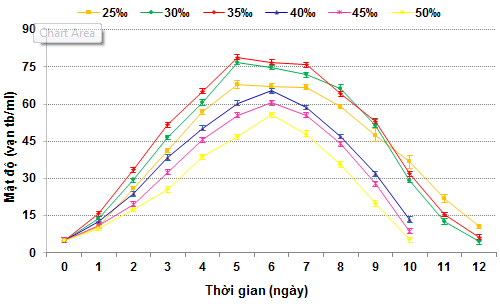 25‰ 30‰ 35‰ 40‰ 45‰ 50‰
90
Chart Area
75
60
45
30
15
0
Mật độ (vạn tb/ml)
0 1 2 3 4 5 6 7 8 9 10 11 12
Thời gian (ngày)